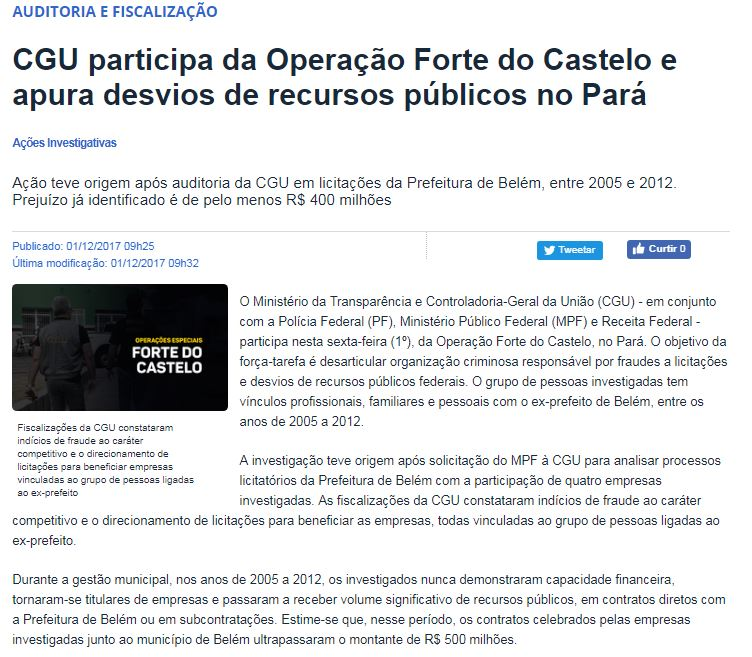 AUDITORIA E FISCALIZAÇÃO
CGU participa da Operação Forte do Castelo e
apura desvios de recursos públicos no Pará
Ações Investigativas
Ação teve origem após auditoria da CGU em licitações da Prefeitura de Belém, entre 2005 e 2012.
Prejuízo já identificado é de pelo menos R$ 400 milhões
Publicado: 01/12/2017 09h25
Última modificação: 01/12/2017 09h32
Tweetar
Curtir 0
OPERAÇÕES ESPECIAIS
FORTE DO
CASTELO
Fiscalizações da CGU constataram
indícios de fraude ao caráter
competitivo e o direcionamento de
licitações para beneficiar empresas
vinculadas ao grupo de pessoas ligadas
ao ex-prefeito
O Ministério da Transparência e Controladoria-Geral da União (CGU) - em conjunto
com a Polícia Federal (PF), Ministério Público Federal (MPF) e Receita Federal -
participa nesta sexta-feira (1º), da Operação Forte do Castelo, no Pará. O objetivo da
força-tarefa é desarticular organização criminosa responsável por fraudes a licitações
e desvios de recursos públicos federais. O grupo de pessoas investigadas tem
vínculos profissionais, familiares e pessoais com o ex-prefeito de Belém, entre os
anos de 2005 a 2012.
A investigação teve origem após solicitação do MPF à CGU para analisar processos
licitatórios da Prefeitura de Belém com a participação de quatro empresas
investigadas. As fiscalizações da CGU constataram indícios de fraude ao caráter
competitivo e o direcionamento de licitações para beneficiar as empresas, todas vinculadas ao grupo de pessoas ligadas ao
ex-prefeito.
Durante a gestão municipal, nos anos de 2005 a 2012, os investigados nunca demonstraram capacidade financeira,
tornaram-se titulares de empresas e passaram a receber volume significativo de recursos públicos, em contratos diretos com
a Prefeitura de Belém ou em subcontratações. Estime-se que, nesse período, os contratos celebrados pelas empresas
investigadas junto ao município de Belém ultrapassaram o montante de R$ 500 milhões.